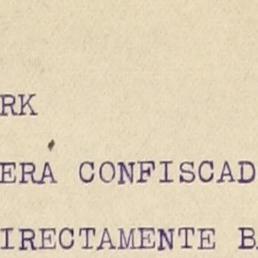 RK
ERA CONFISCAD
IRECTAMENTE B